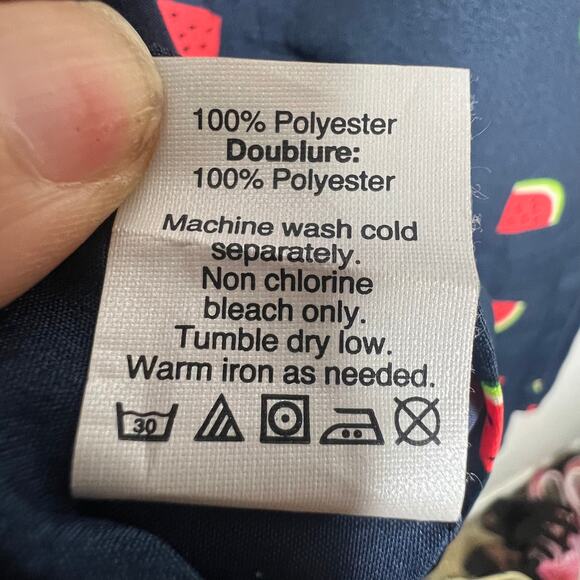 100% Polyester
Doublure:
100% Polyester
Machine wash cold
separately.
Non chlorine
bleach only.
Tumble dry low.
Warm iron as needed.
30